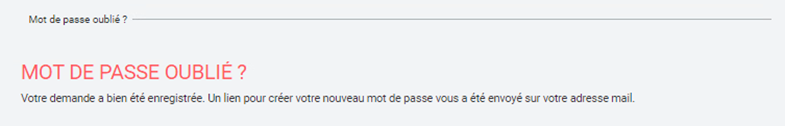 Mot de passe oublié ?
MOT DE PASSE OUBLIÉ ?
Votre demande a bien été enregistrée. Un lien pour créer votre nouveau mot de passe vous a été envoyé sur votre adresse mail.